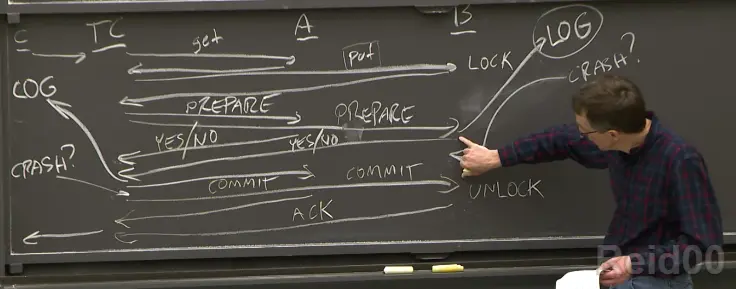 C TC A B
get
put
LOCK
LOG
CRASH?
LOG
PREPARE
PREPARE
YES/NO
YES/NO
CRASH?
COMMIT
COMMIT
UNLOCK
ACK
Reid00